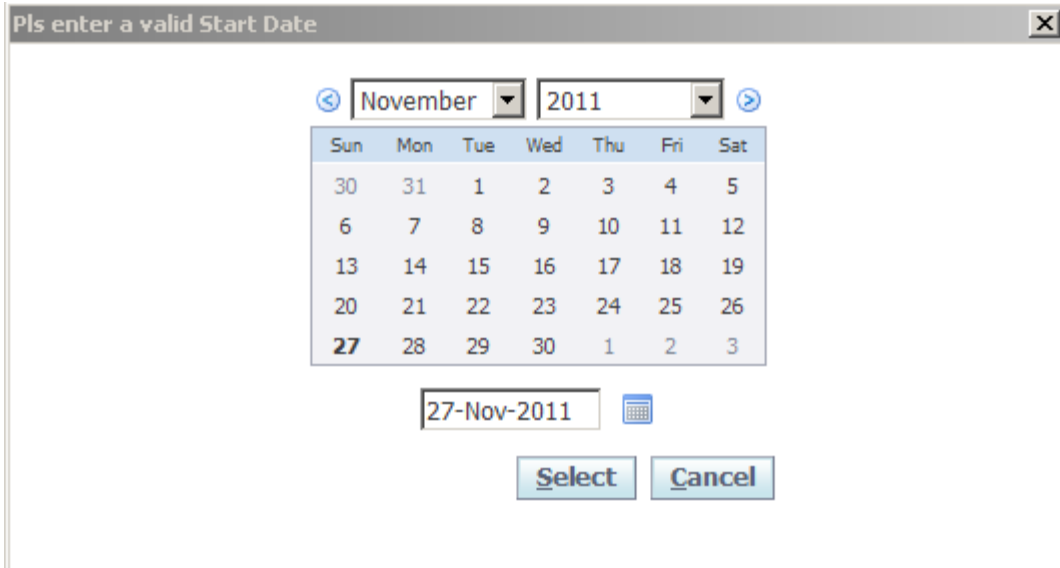 Pls enter a valid Start Date
November 2011
Sun Mon Tue Wed Thu Fri Sat
30 31 1 2 3 4 5
6 7 8 9 10 11 12
13 14 15 16 17 18 19
20 21 22 23 24 25 26
27 28 29 30 1 2 3
27-Nov-2011
Select Cancel